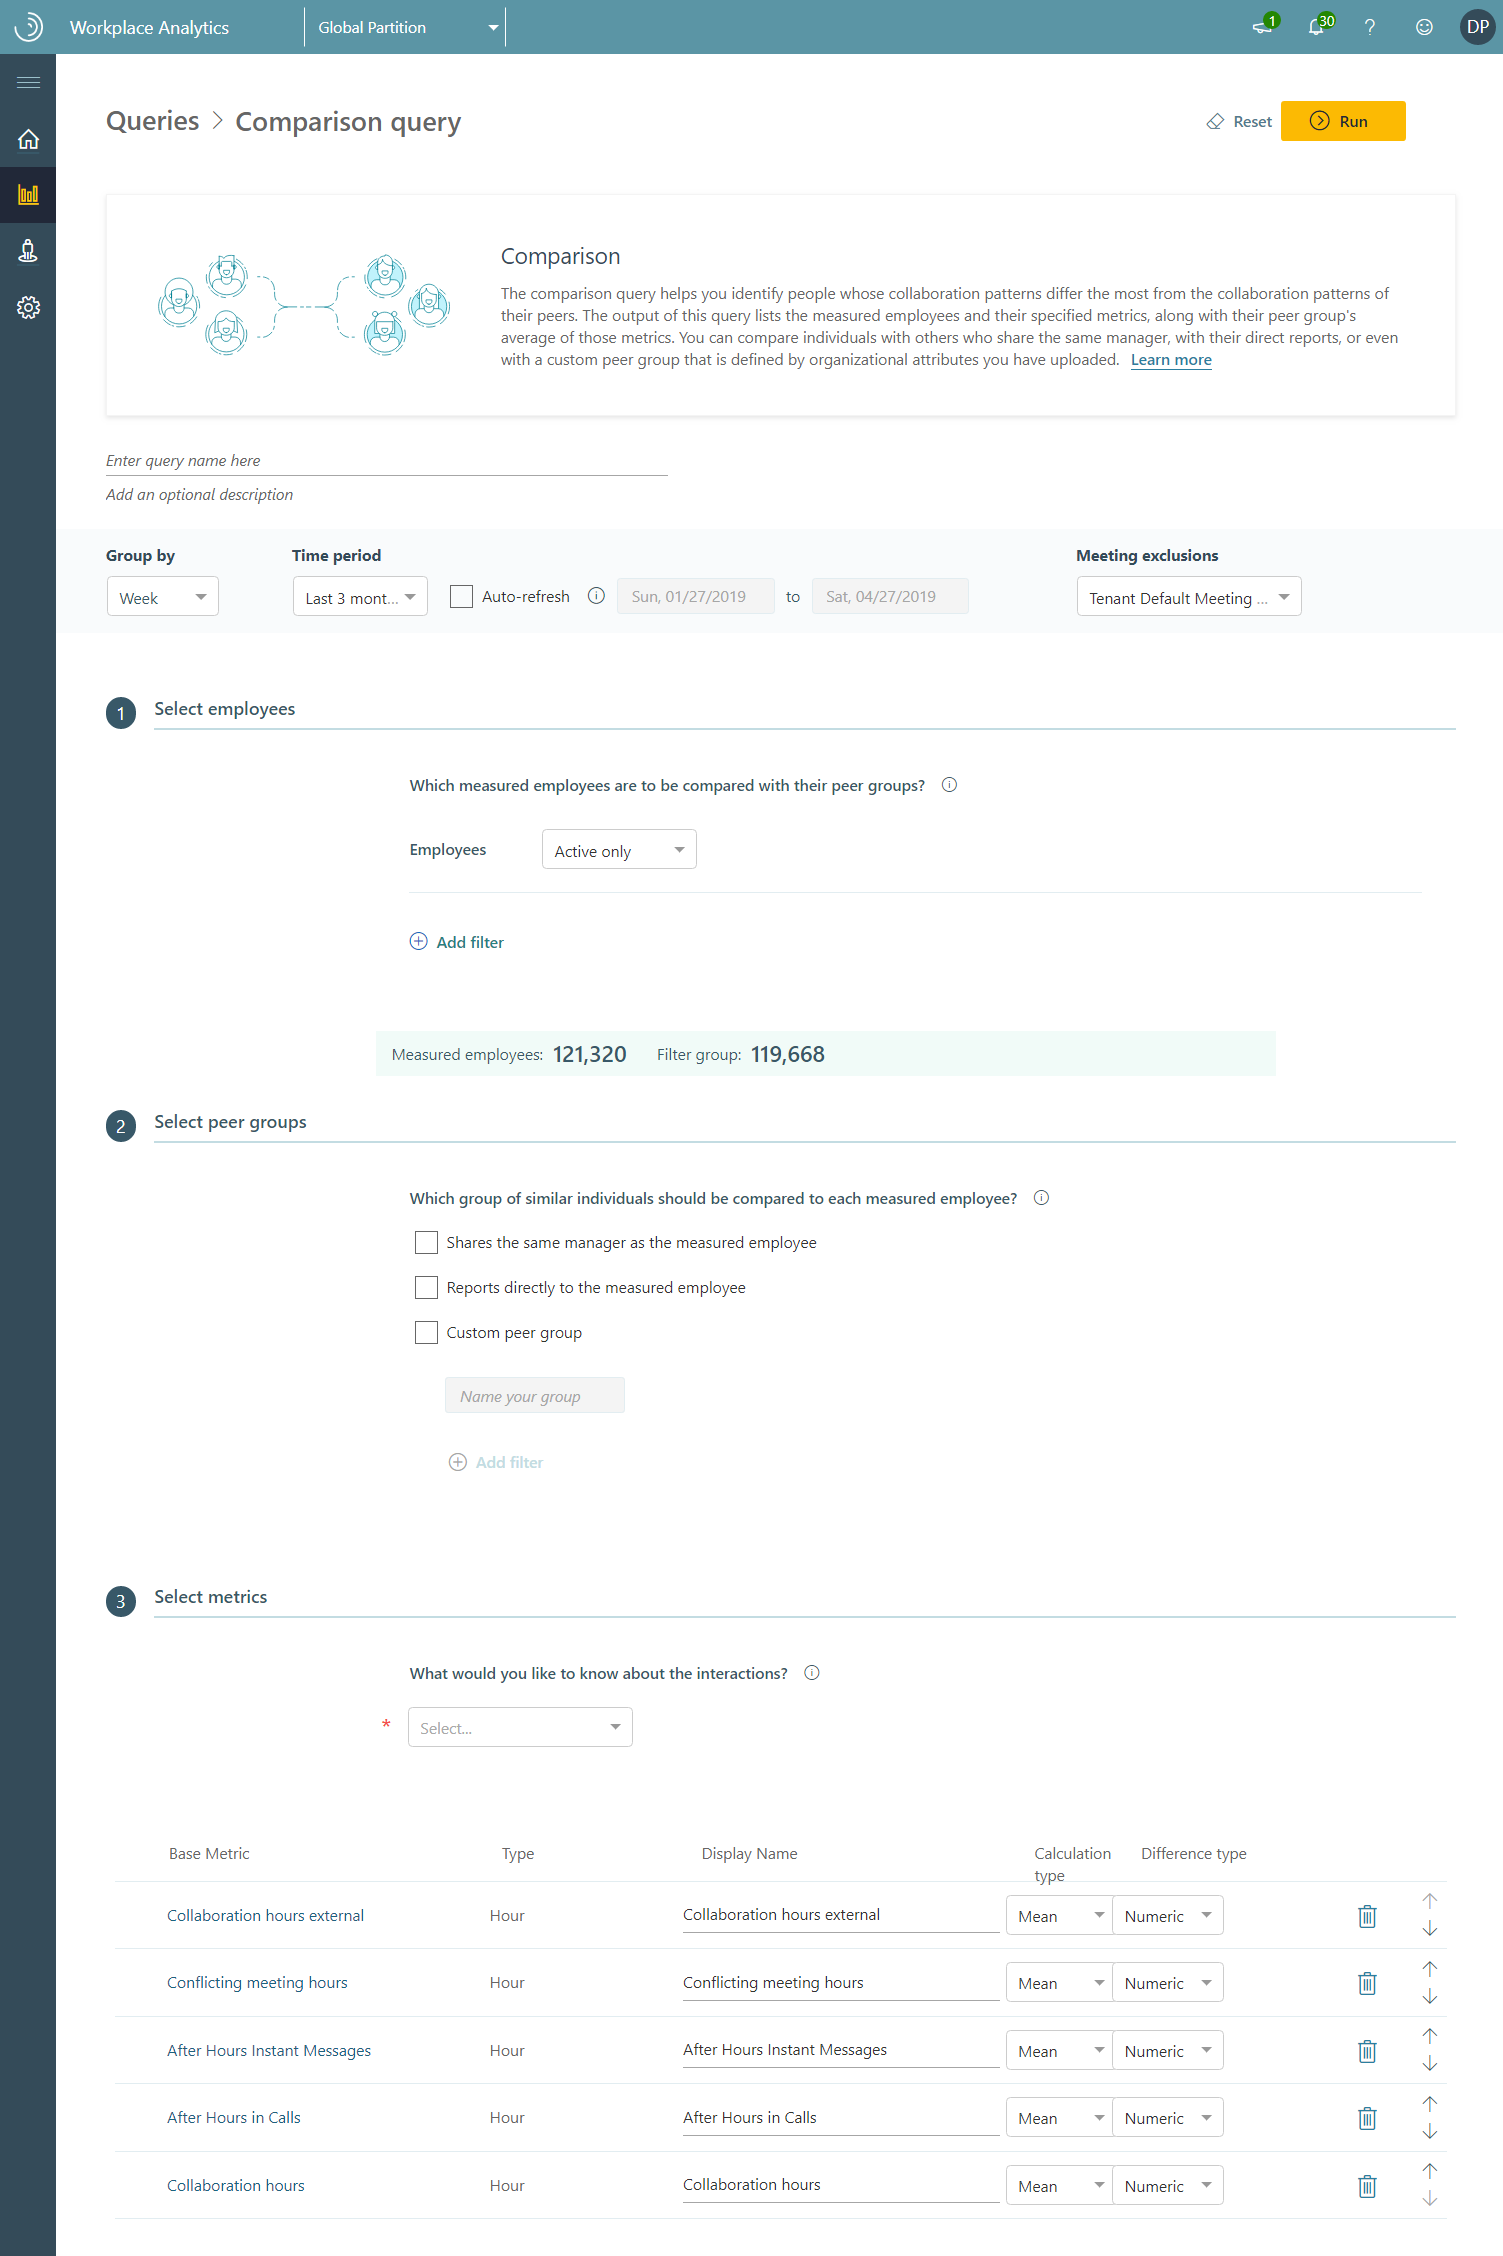 Workplace Analytics
Global Partition
1
30
?
DP
Queries > Comparison query
Reset
Run
Comparison
The comparison query helps you identify people whose collaboration patterns differ the most from the collaboration patterns of
their peers. The output of this query lists the measured employees and their specified metrics, along with their peer group's
average of those metrics. You can compare individuals with others who share the same manager, with their direct reports, or even
with a custom peer group that is defined by organizational attributes you have uploaded. Learn more
Enter query name here
Add an optional description
Group by
Time period
Meeting exclusions
Week
Last 3 mont...
Auto-refresh
Sun, 01/27/2019
to
Sat, 04/27/2019
Tenant Default Meeting ...
1
Select employees
Which measured employees are to be compared with their peer groups?
Employees
Active only
Add filter
Measured employees: 121,320 Filter group: 119,668
2
Select peer groups
Which group of similar individuals should be compared to each measured employee?
Shares the same manager as the measured employee
Reports directly to the measured employee
Custom peer group
Name your group
Add filter
3
Select metrics
What would you like to know about the interactions?
* Select...
Base Metric Type Display Name Calculation type Difference type
Collaboration hours external Hour Collaboration hours external Mean Numeric
Conflicting meeting hours Hour Conflicting meeting hours Mean Numeric
After Hours Instant Messages Hour After Hours Instant Messages Mean Numeric
After Hours in Calls Hour After Hours in Calls Mean Numeric
Collaboration hours Hour Collaboration hours Mean Numeric